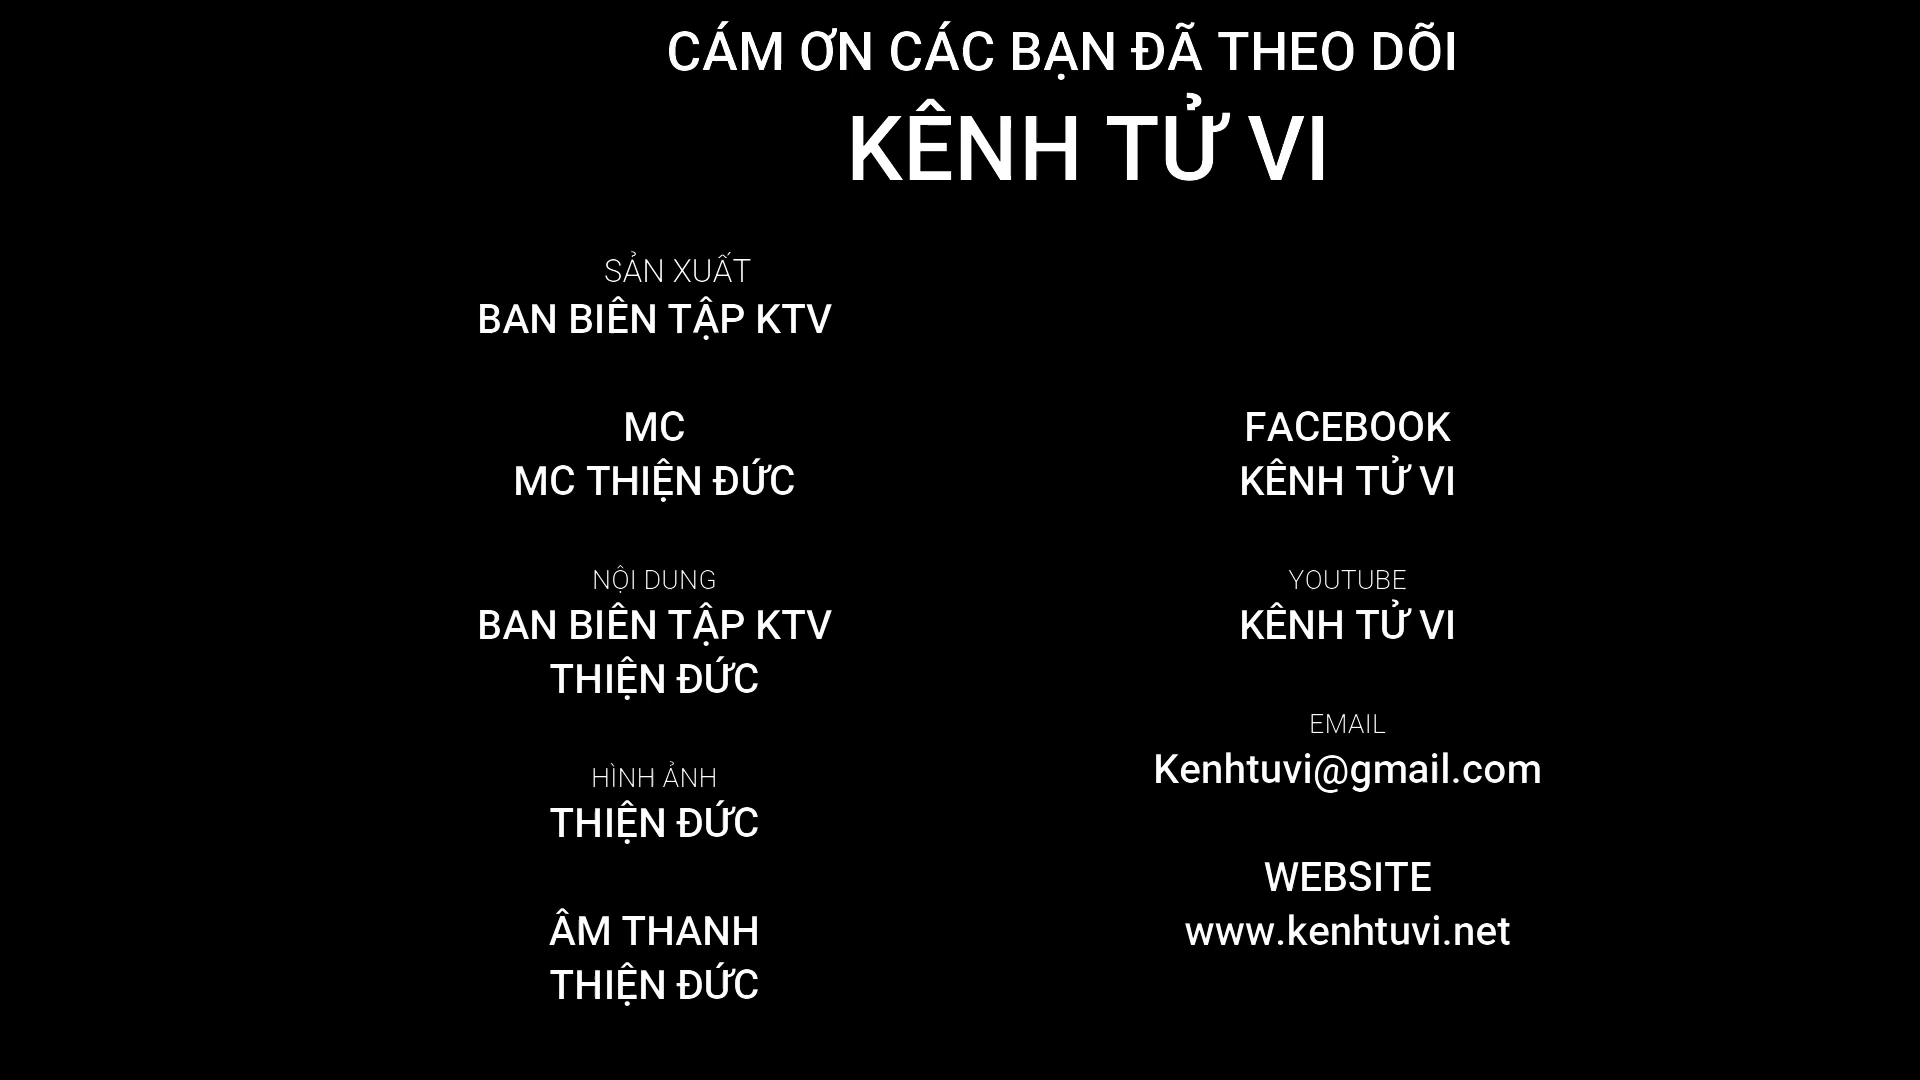 CÁM ƠN CÁC BẠN ĐÃ THEO DÕI
KÊNH TỬ VI
SẢN XUẤT
BAN BIÊN TẬP KTV
MC
MC THIỆN ĐỨC
NỘI DUNG
BAN BIÊN TẬP KTV
THIỆN ĐỨC
HÌNH ẢNH
THIỆN ĐỨC
ÂM THANH
THIỆN ĐỨC
FACEBOOK
KÊNH TỬ VI
YOUTUBE
KÊNH TỬ VI
EMAIL
Kenhtuvi@gmail.com
WEBSITE
www.kenhtuvi.net